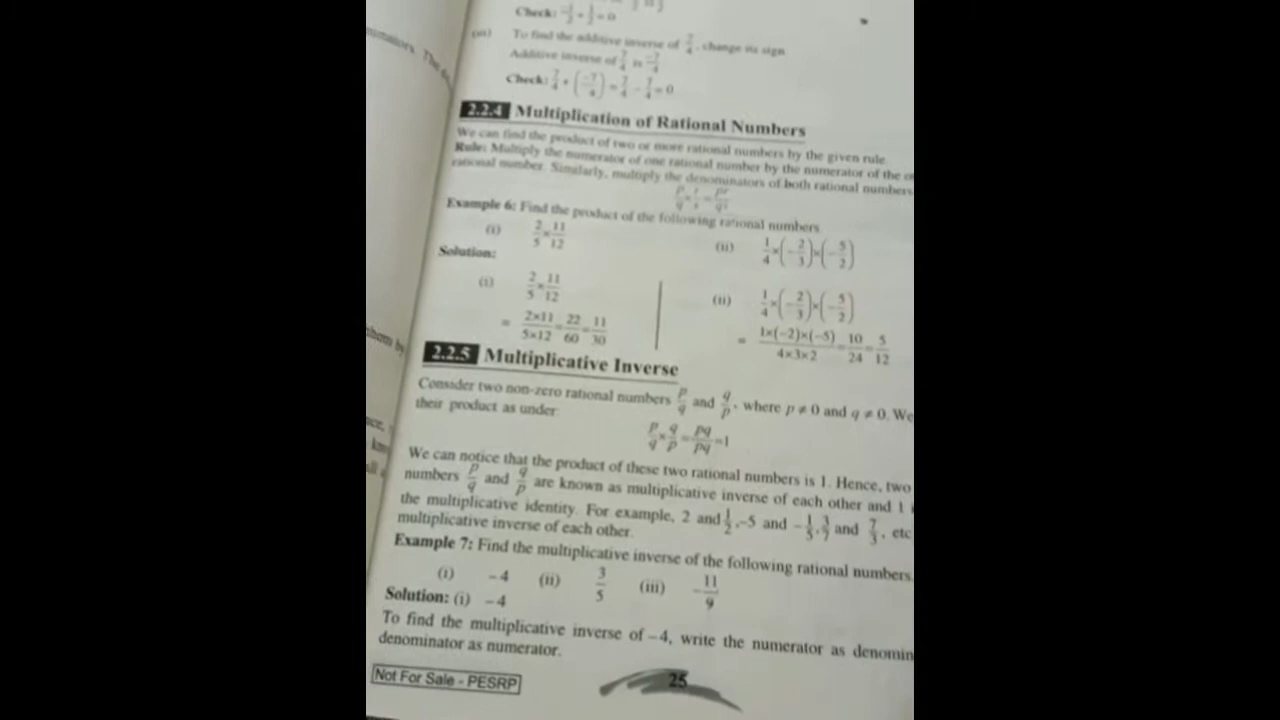 Check: -1/2 + 1/2 = 0
(iii) To find the additive inverse of 7/4, change its sign
Additive inverse of 7/4 is -7/4
Check: 7/4 + (-7/4) = 7/4 - 7/4 = 0
2.2.4 Multiplication of Rational Numbers
We can find the product of two or more rational numbers by the given rule.
Rule: Multiply the numerator of one rational number by the numerator of the
rational number. Similarly, multiply the denominators of both rational numbers
p/q × r/s = pr/qs
Example 6: Find the product of the following rational numbers
(i) 2/5 × 11/12 (ii) 1/4 × (-2/3) × (-5/2)
Solution:
(i) 2/5 × 11/12 (ii) 1/4 × (-2/3) × (-5/2)
= 2×11/5×12 = 22/60 = 11/30 = 1×(-2)×(-5)/4×3×2 = 10/24 = 5/12
2.2.5 Multiplicative Inverse
Consider two non-zero rational numbers p/q and q/p, where p ≠ 0 and q ≠ 0. We
their product as under
p/q × q/p = pq/pq = 1
We can notice that the product of these two rational numbers is 1. Hence, two
numbers p/q and q/p are known as multiplicative inverse of each other and 1
the multiplicative identity. For example, 2 and 1/2, -5 and -1/5, 3/7 and 7/3, etc
multiplicative inverse of each other.
Example 7: Find the multiplicative inverse of the following rational numbers.
(i) -4 (ii) 3/5 (iii) -11/9
Solution: (i) -4
To find the multiplicative inverse of -4, write the numerator as denomin
denominator as numerator.
Not For Sale - PESRP
25